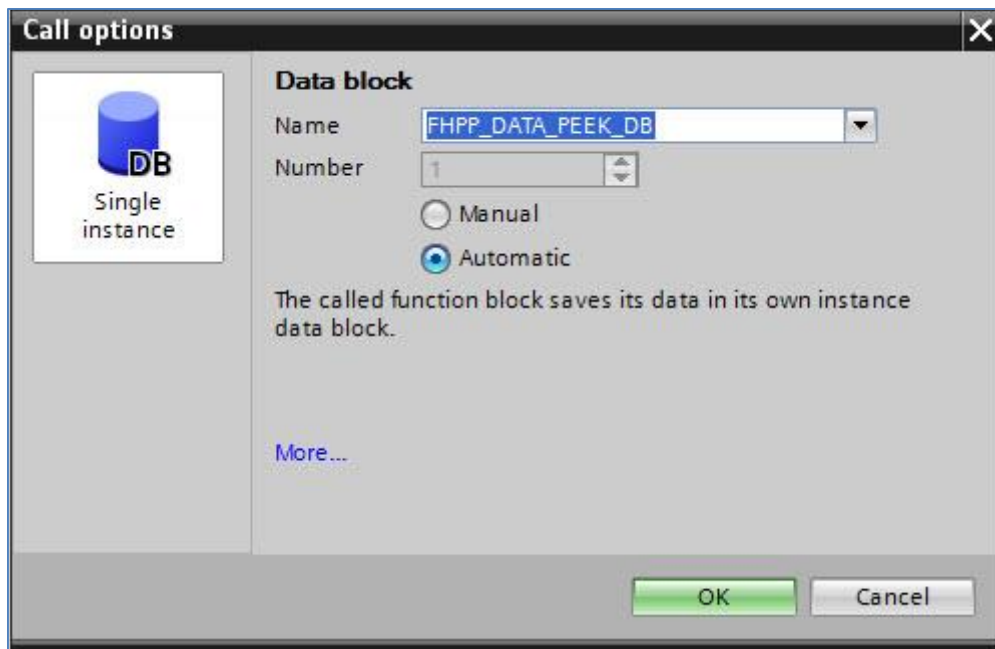 Call options
DB
Single
instance
Data block
Name
FHPP_DATA_PEEK_DB
Number
1
Manual
Automatic
The called function block saves its data in its own instance
data block.
More...
OK
Cancel